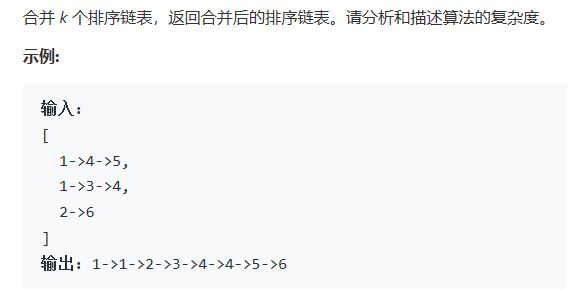 合并 k 个排序链表，返回合并后的排序链表。请分析和描述算法的复杂度。
示例:
输入:
[
1->4->5,
1->3->4,
2->6
]
输出: 1->1->2->3->4->4->5->6